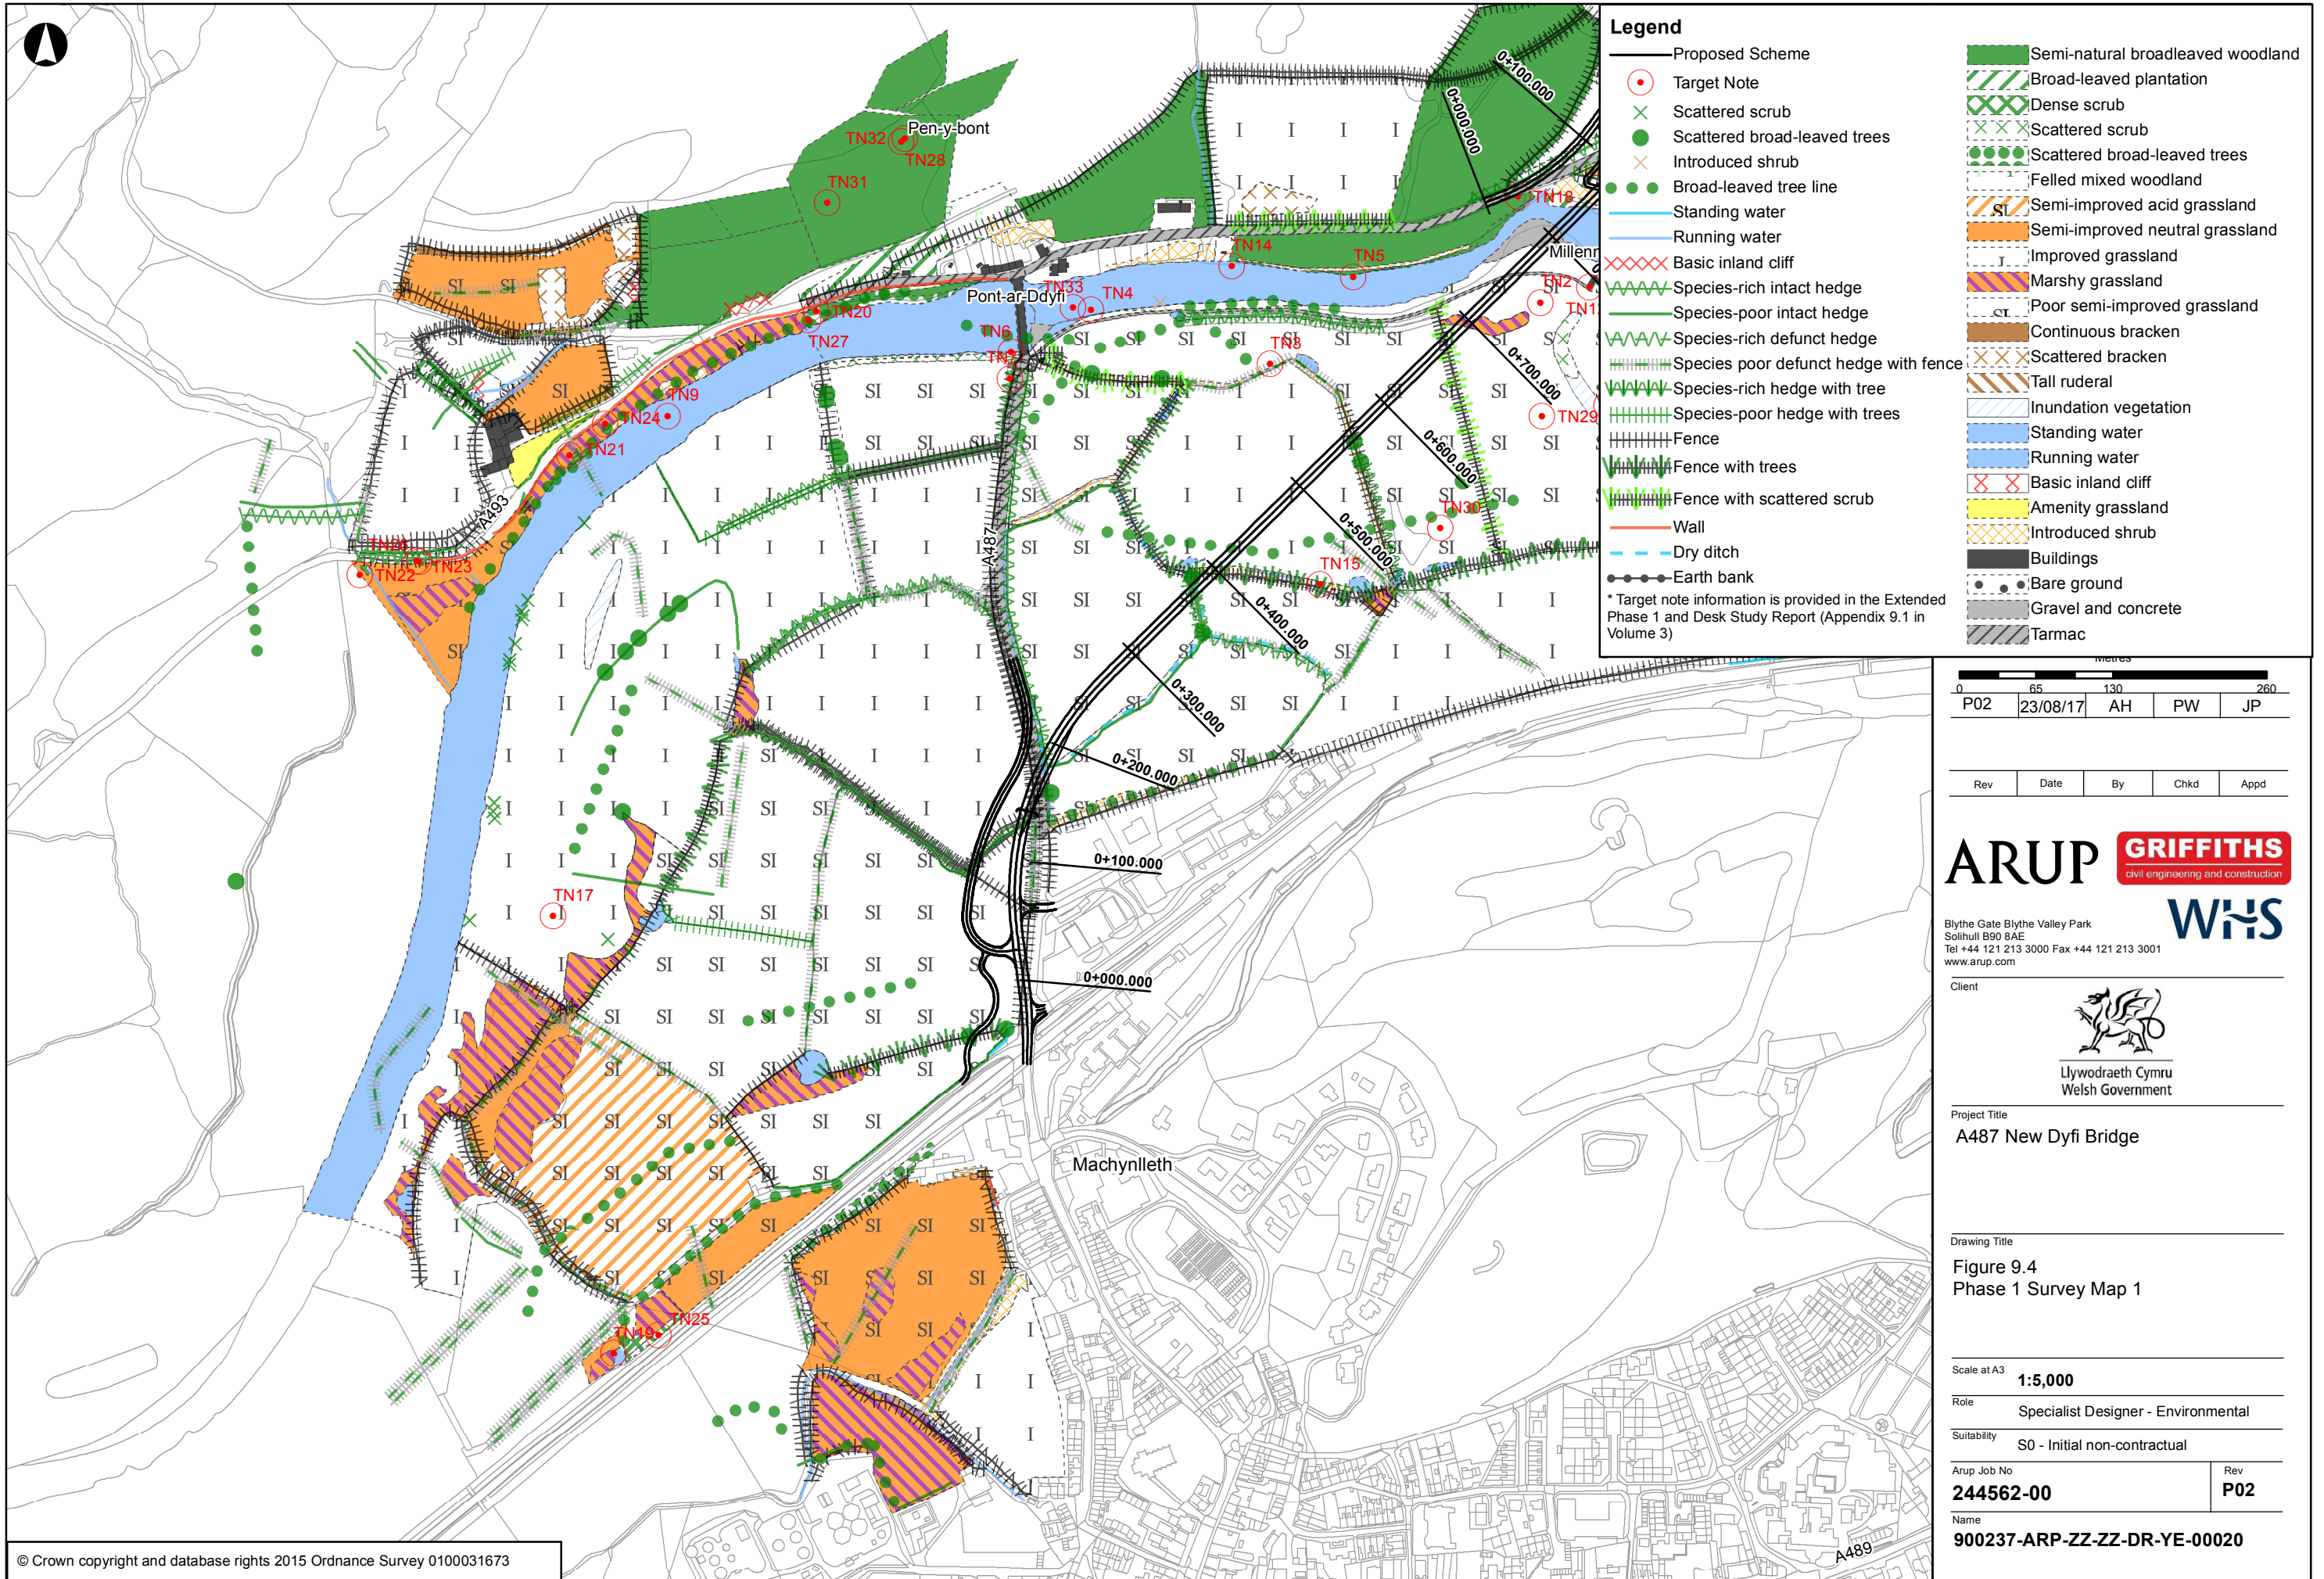 Legend
Proposed Scheme
Target Note
Scattered scrub
Scattered broad-leaved trees
Introduced shrub
Broad-leaved tree line
Standing water
Running water
Basic inland cliff
Species-rich intact hedge
Species-poor intact hedge
Species-rich defunct hedge
Species poor defunct hedge with fence
Species-rich hedge with tree
Species-poor hedge with trees
Fence
Fence with trees
Fence with scattered scrub
Wall
Dry ditch
Earth bank
* Target note information is provided in the Extended
Phase 1 and Desk Study Report (Appendix 9.1 in
Volume 3)
Semi-natural broadleaved woodland
Broad-leaved plantation
Dense scrub
Scattered scrub
Scattered broad-leaved trees
Felled mixed woodland
SI Semi-improved acid grassland
Semi-improved neutral grassland
I Improved grassland
Marshy grassland
SI Poor semi-improved grassland
Continuous bracken
Scattered bracken
Tall ruderal
Inundation vegetation
Standing water
Running water
Basic inland cliff
Amenity grassland
Introduced shrub
Buildings
Bare ground
Gravel and concrete
Tarmac
Metres
0 65 130 260
P02 23/08/17 AH PW JP
Rev Date By Chkd Appd
ARUP
GRIFFITHS
civil engineering and construction
WHS
Blythe Gate Blythe Valley Park
Solihull B90 8AE
Tel +44 121 213 3000 Fax +44 121 213 3001
www.arup.com
Client
Llywodraeth Cymru
Welsh Government
Project Title
A487 New Dyfi Bridge
Drawing Title
Figure 9.4
Phase 1 Survey Map 1
Scale at A3
1:5,000
Role
Specialist Designer - Environmental
Suitability
S0 - Initial non-contractual
Arup Job No
244562-00
Rev
P02
Name
900237-ARP-ZZ-ZZ-DR-YE-00020
Pen-y-bont
TN32
TN28
TN31
0+100.000
0+000.000
TN18
TN14
TN5
Pont-ar-Ddyfi
TN33
TN4
TN2
TN20
TN27
TN6
TN3
0+700.000
TN9
TN24
TN29
TN21
0+600.000
A493
A487
TN30
0+500.000
TN15
TN22
TN23
0+400.000
0+300.000
0+200.000
0+100.000
TN17
0+000.000
Machynlleth
TN25
TN19
A489
© Crown copyright and database rights 2015 Ordnance Survey 0100031673